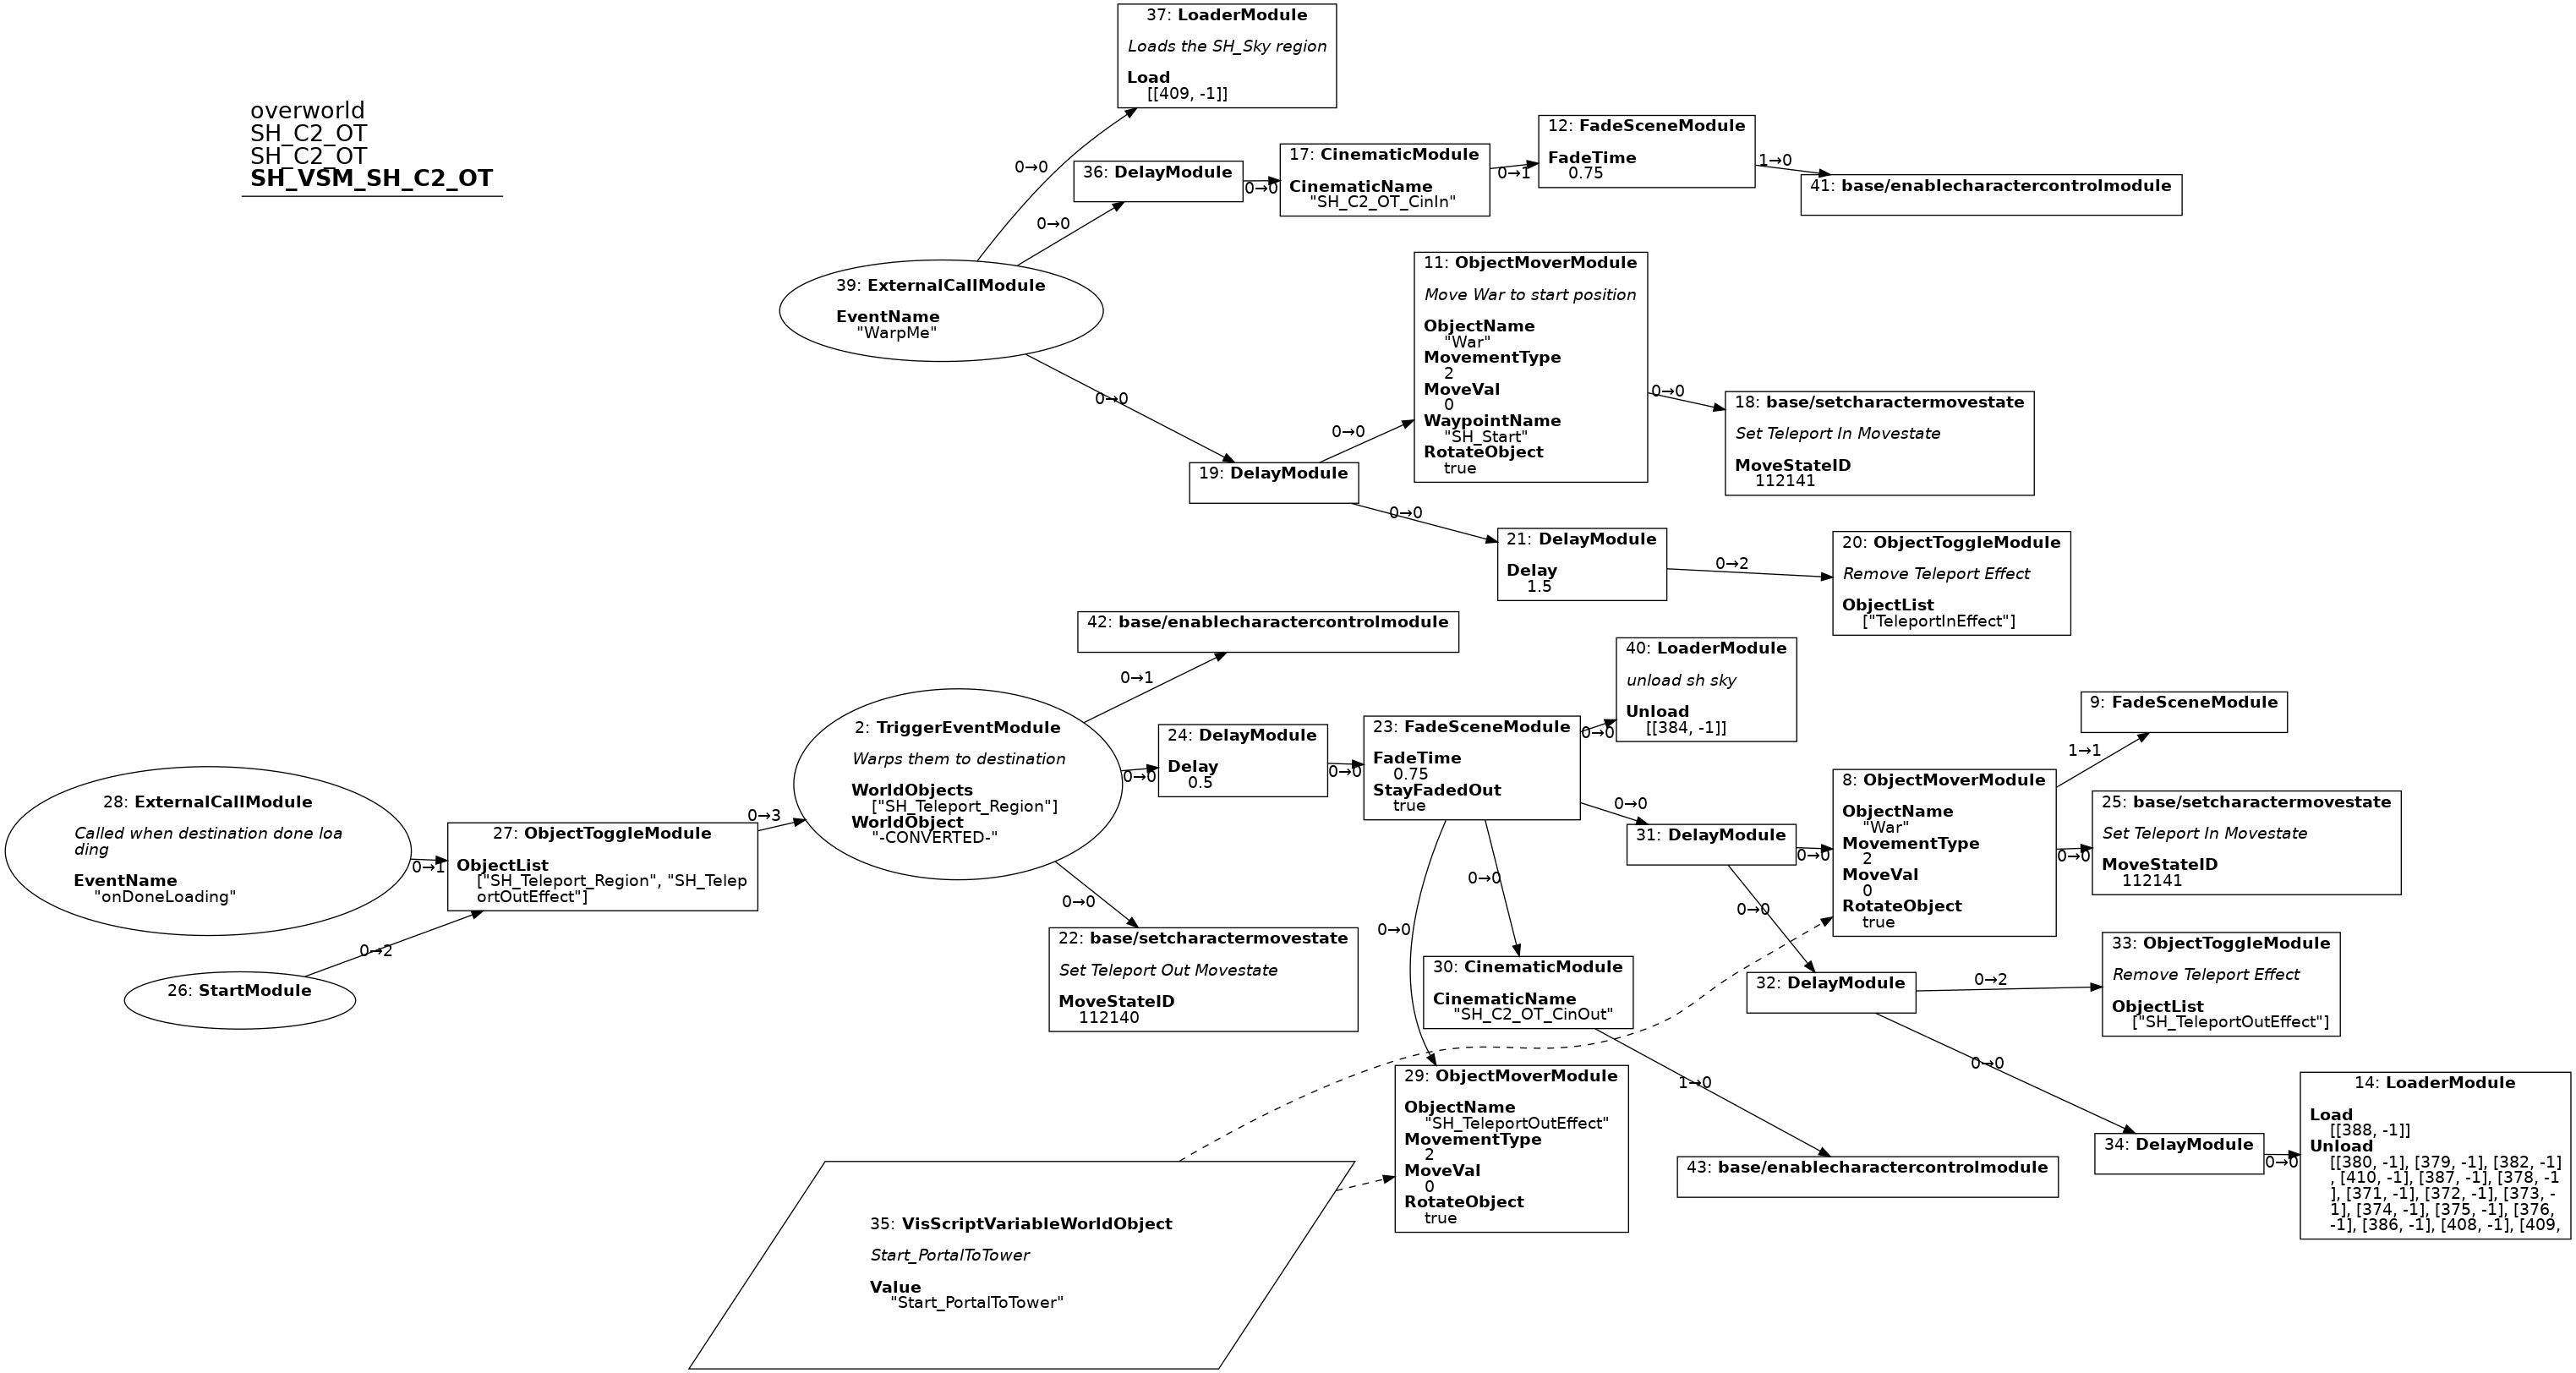 overworld
SH_C2_OT
SH_C2_OT
SH_VSM_SH_C2_OT
37: LoaderModule
Loads the SH_Sky region
Load
[[409, -1]]
0→0
36: DelayModule
0→0
0→0
17: CinematicModule
CinematicName
"SH_C2_OT_CinIn"
0→1
12: FadeSceneModule
FadeTime
0.75
1→0
41: base/enablecharactercontrolmodule
39: ExternalCallModule
EventName
"WarpMe"
0→0
19: DelayModule
0→0
11: ObjectMoverModule
Move War to start position
ObjectName
"War"
MovementType
2
MoveVal
0
WaypointName
"SH_Start"
RotateObject
true
0→0
18: base/setcharactermovestate
Set Teleport In Movestate
MoveStateID
112141
0→0
21: DelayModule
Delay
1.5
0→2
20: ObjectToggleModule
Remove Teleport Effect
ObjectList
["TeleportInEffect"]
42: base/enablecharactercontrolmodule
0→1
28: ExternalCallModule
Called when destination done loa
ding
EventName
"onDoneLoading"
0→1
26: StartModule
0→2
27: ObjectToggleModule
ObjectList
["SH_Teleport_Region", "SH_Telep
ortOutEffect"]
0→3
2: TriggerEventModule
Warps them to destination
WorldObjects
["SH_Teleport_Region"]
WorldObject
"-CONVERTED-"
0→0
24: DelayModule
Delay
0.5
0→0
0→0
22: base/setcharactermovestate
Set Teleport Out Movestate
MoveStateID
112140
23: FadeSceneModule
FadeTime
0.75
StayFadedOut
true
0→0
40: LoaderModule
unload sh sky
Unload
[[384, -1]]
0→0
31: DelayModule
0→0
8: ObjectMoverModule
ObjectName
"War"
MovementType
2
MoveVal
0
RotateObject
true
1→1
9: FadeSceneModule
0→0
25: base/setcharactermovestate
Set Teleport In Movestate
MoveStateID
112141
0→0
0→0
30: CinematicModule
CinematicName
"SH_C2_OT_CinOut"
0→0
32: DelayModule
0→2
33: ObjectToggleModule
Remove Teleport Effect
ObjectList
["SH_TeleportOutEffect"]
0→0
34: DelayModule
0→0
14: LoaderModule
Load
[[388, -1]]
Unload
[[380, -1], [379, -1], [382, -1]
, [410, -1], [387, -1], [378, -1
], [371, -1], [372, -1], [373, -
1], [374, -1], [375, -1], [376,
-1], [386, -1], [408, -1], [409,
29: ObjectMoverModule
ObjectName
"SH_TeleportOutEffect"
MovementType
2
MoveVal
0
RotateObject
true
1→0
43: base/enablecharactercontrolmodule
35: VisScriptVariableWorldObject
Start_PortalToTower
Value
"Start_PortalToTower"